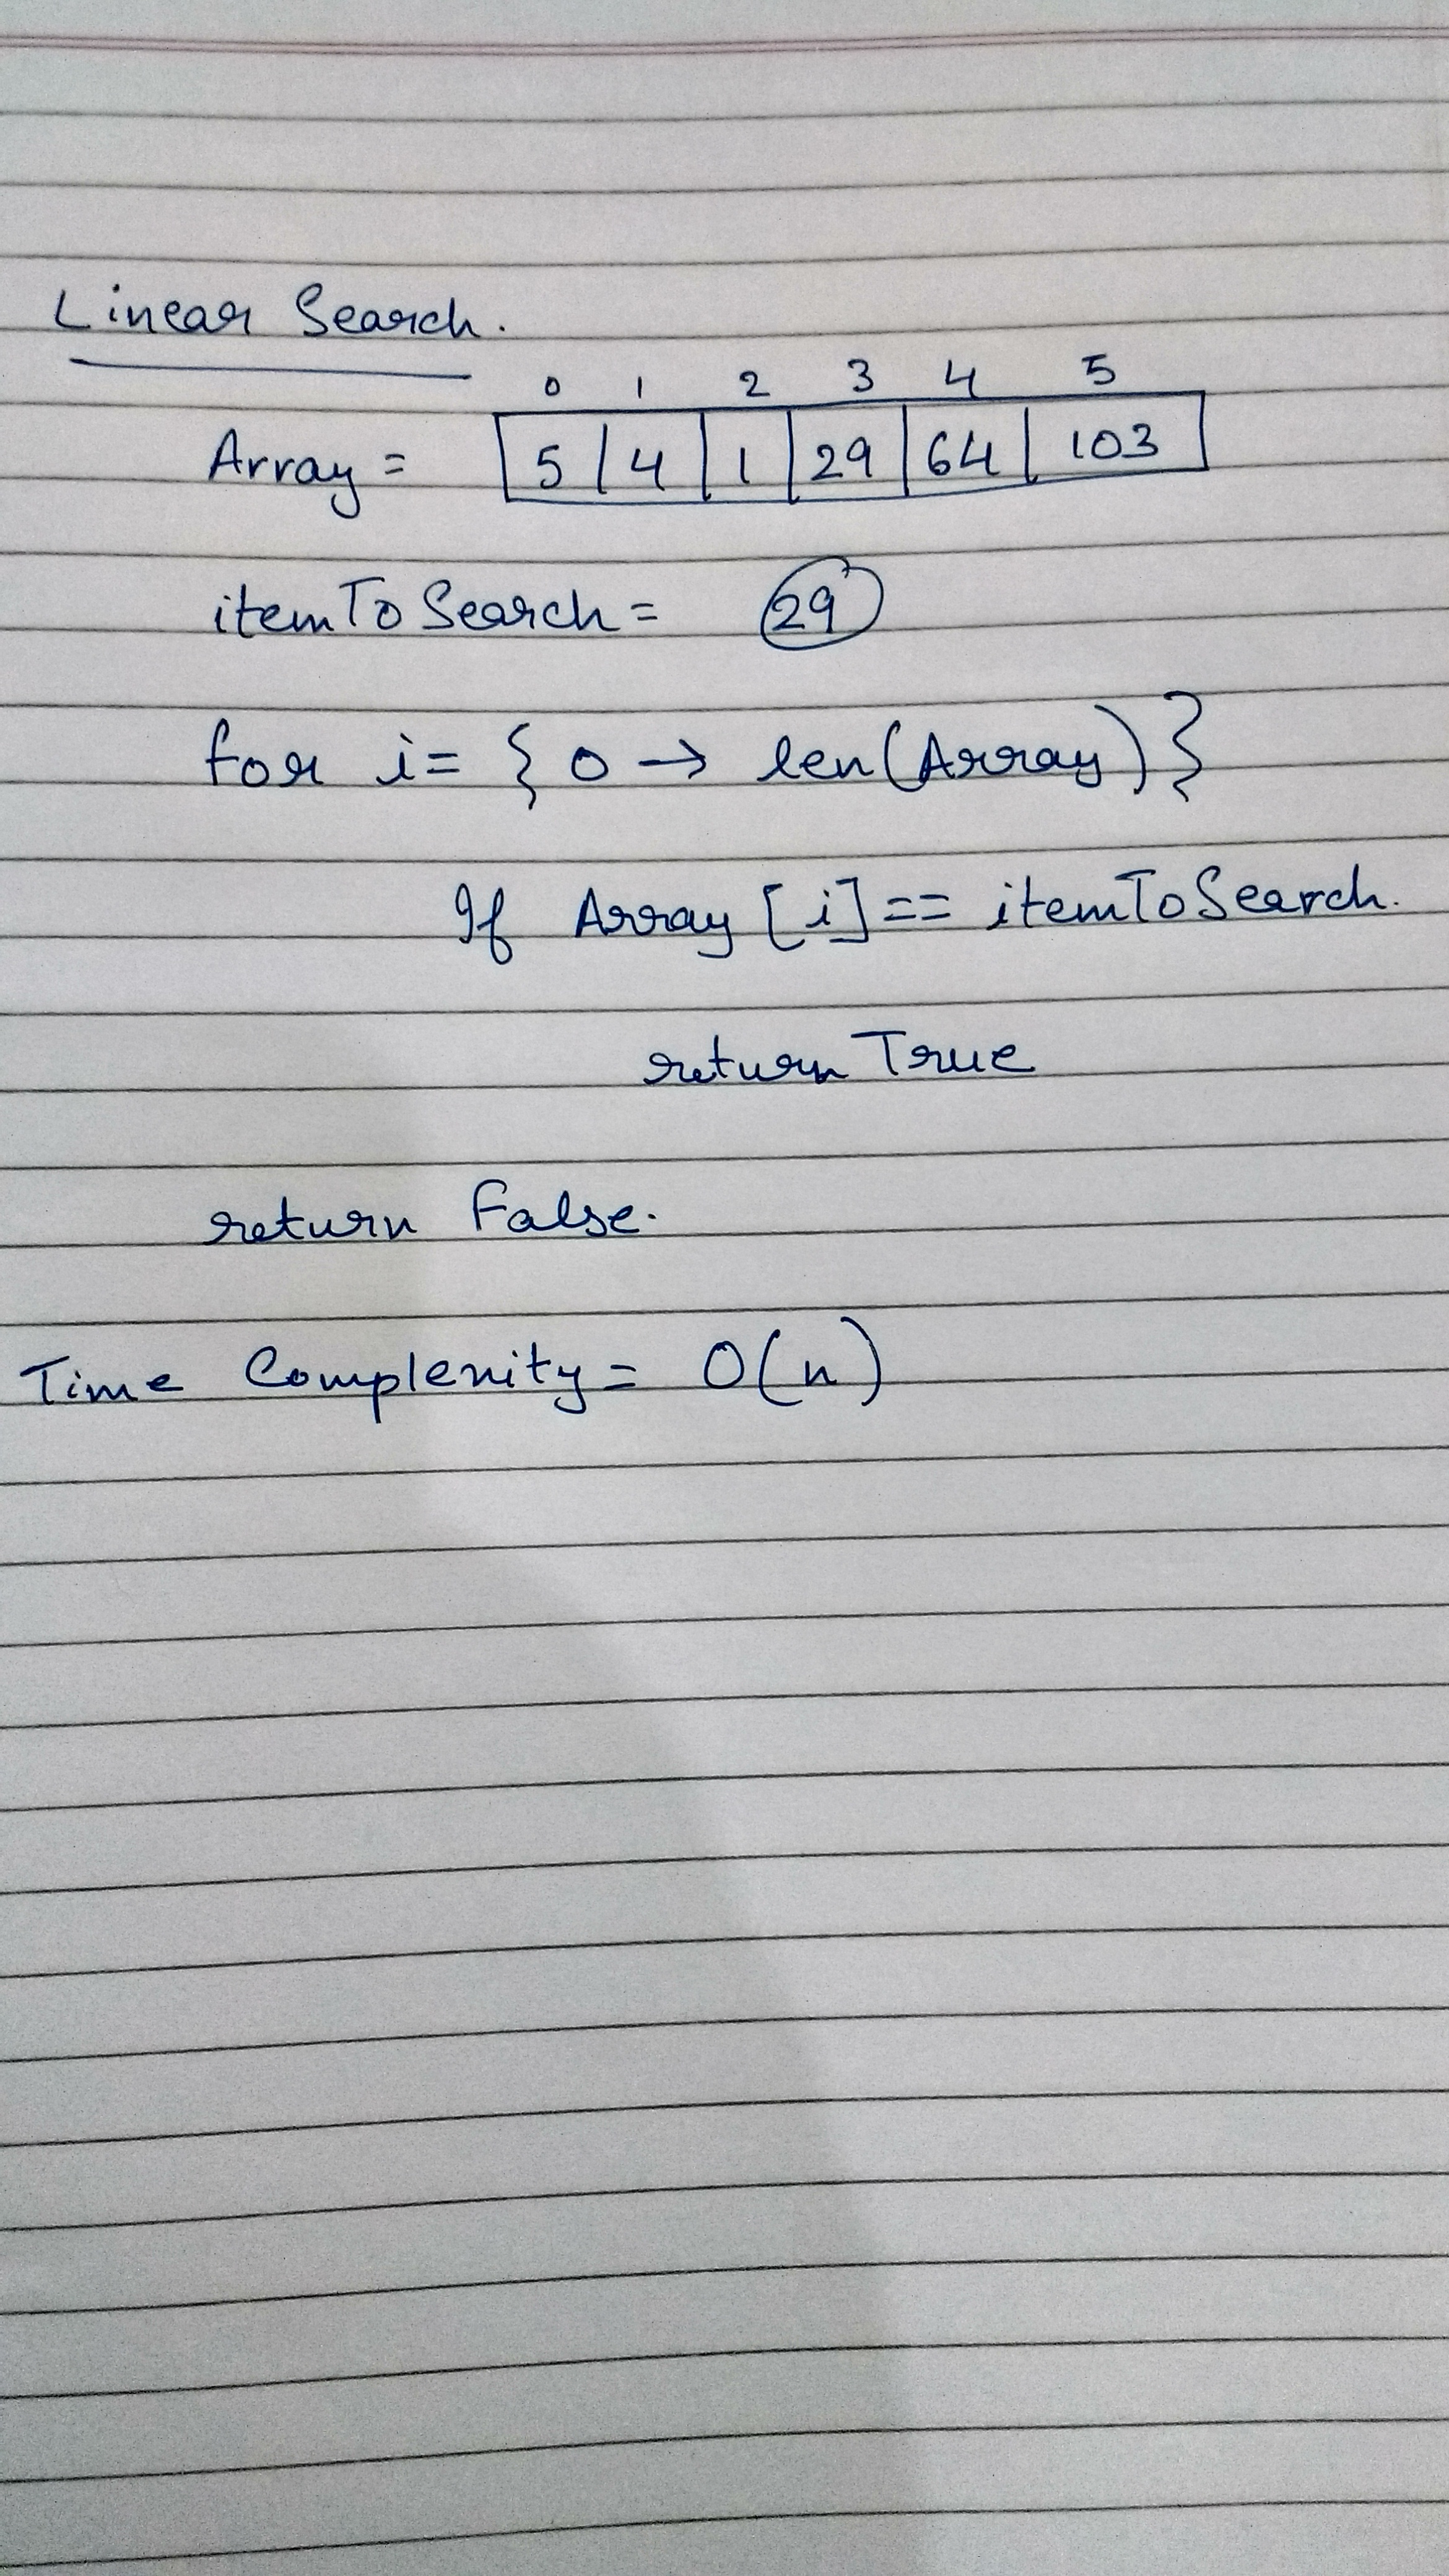 Linear Search.
0 1 2 3 4 5
Array = 5 4 1 29 64 103
itemToSearch = 29
for i = { 0 → len(Array) }
If Array [i] == itemToSearch.
return True
return False.
Time Complexity = O(n)